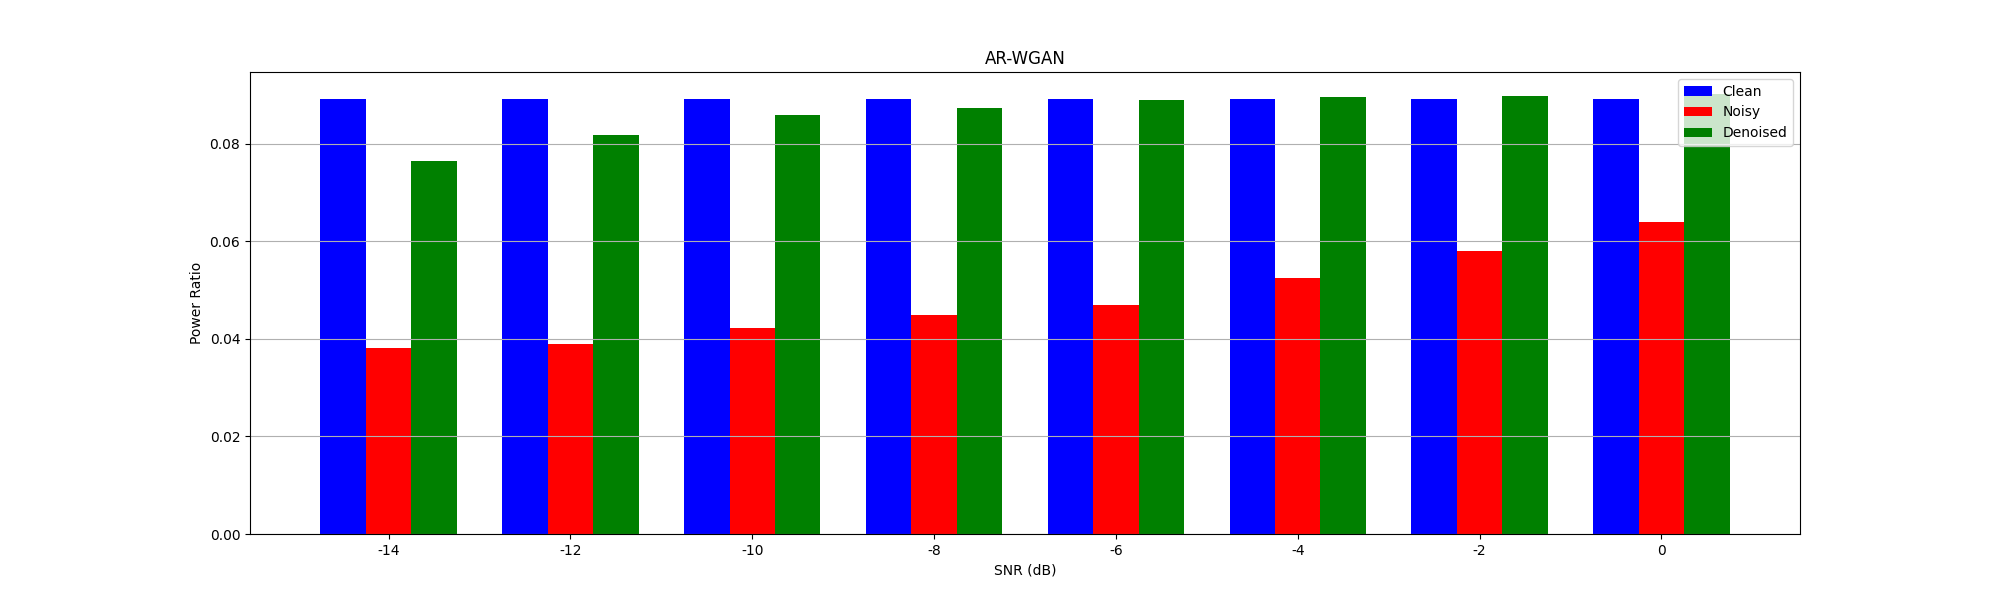 AR-WGAN
Clean
Noisy
Denoised
Power Ratio
0.08
0.06
0.04
0.02
0.00
-14 -12 -10 -8 -6 -4 -2 0
SNR (dB)